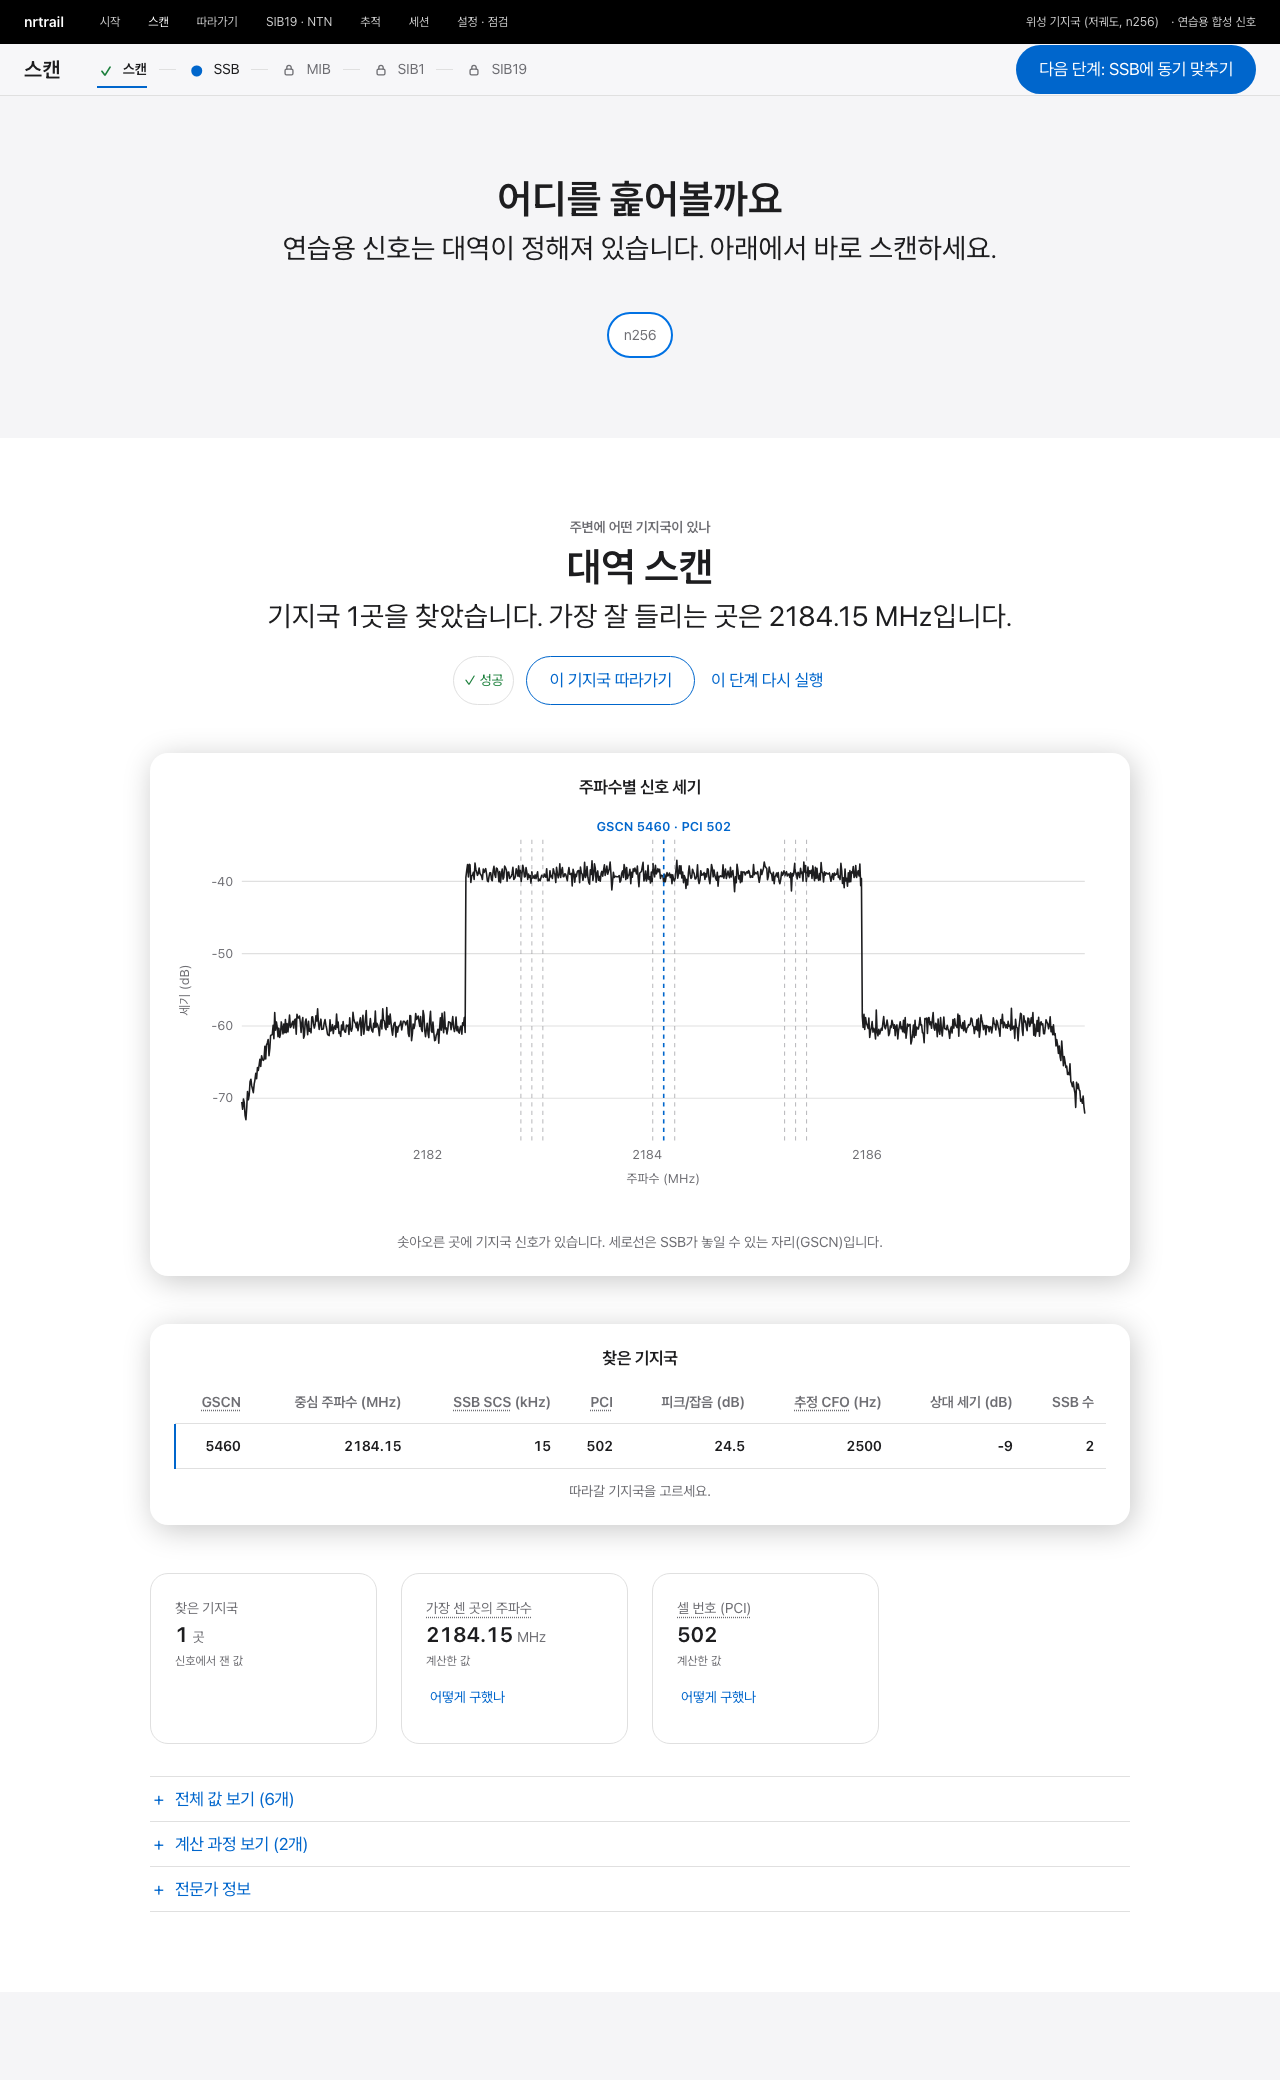 nrtrail 시작 스캔 따라가기 SIB19 · NTN 추적 세션 설정 · 점검 위성 기지국 (저궤도, n256) · 연습용 합성 신호
스캔 스캔 SSB MIB SIB1 SIB19 다음 단계: SSB에 동기 맞추기
어디를 훑어볼까요
연습용 신호는 대역이 정해져 있습니다. 아래에서 바로 스캔하세요.
n256
주변에 어떤 기지국이 있나
대역 스캔
기지국 1곳을 찾았습니다. 가장 잘 들리는 곳은 2184.15 MHz입니다.
성공 이 기지국 따라가기 이 단계 다시 실행
주파수별 신호 세기
GSCN 5460 · PCI 502
-40
-50
-60
-70
세기 (dB)
2182 2184 2186
주파수 (MHz)
솟아오른 곳에 기지국 신호가 있습니다. 세로선은 SSB가 놓일 수 있는 자리(GSCN)입니다.
찾은 기지국
GSCN 중심 주파수 (MHz) SSB SCS (kHz) PCI 피크/잡음 (dB) 추정 CFO (Hz) 상대 세기 (dB) SSB 수
5460 2184.15 15 502 24.5 2500 -9 2
따라갈 기지국을 고르세요.
찾은 기지국
1 곳
신호에서 잰 값
가장 센 곳의 주파수
2184.15 MHz
계산한 값
어떻게 구했나
셀 번호 (PCI)
502
계산한 값
어떻게 구했나
+ 전체 값 보기 (6개)
+ 계산 과정 보기 (2개)
+ 전문가 정보